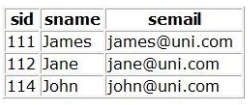 sid sname semail
111 James james@uni.com
112 Jane jane@uni.com
114 John john@uni.com